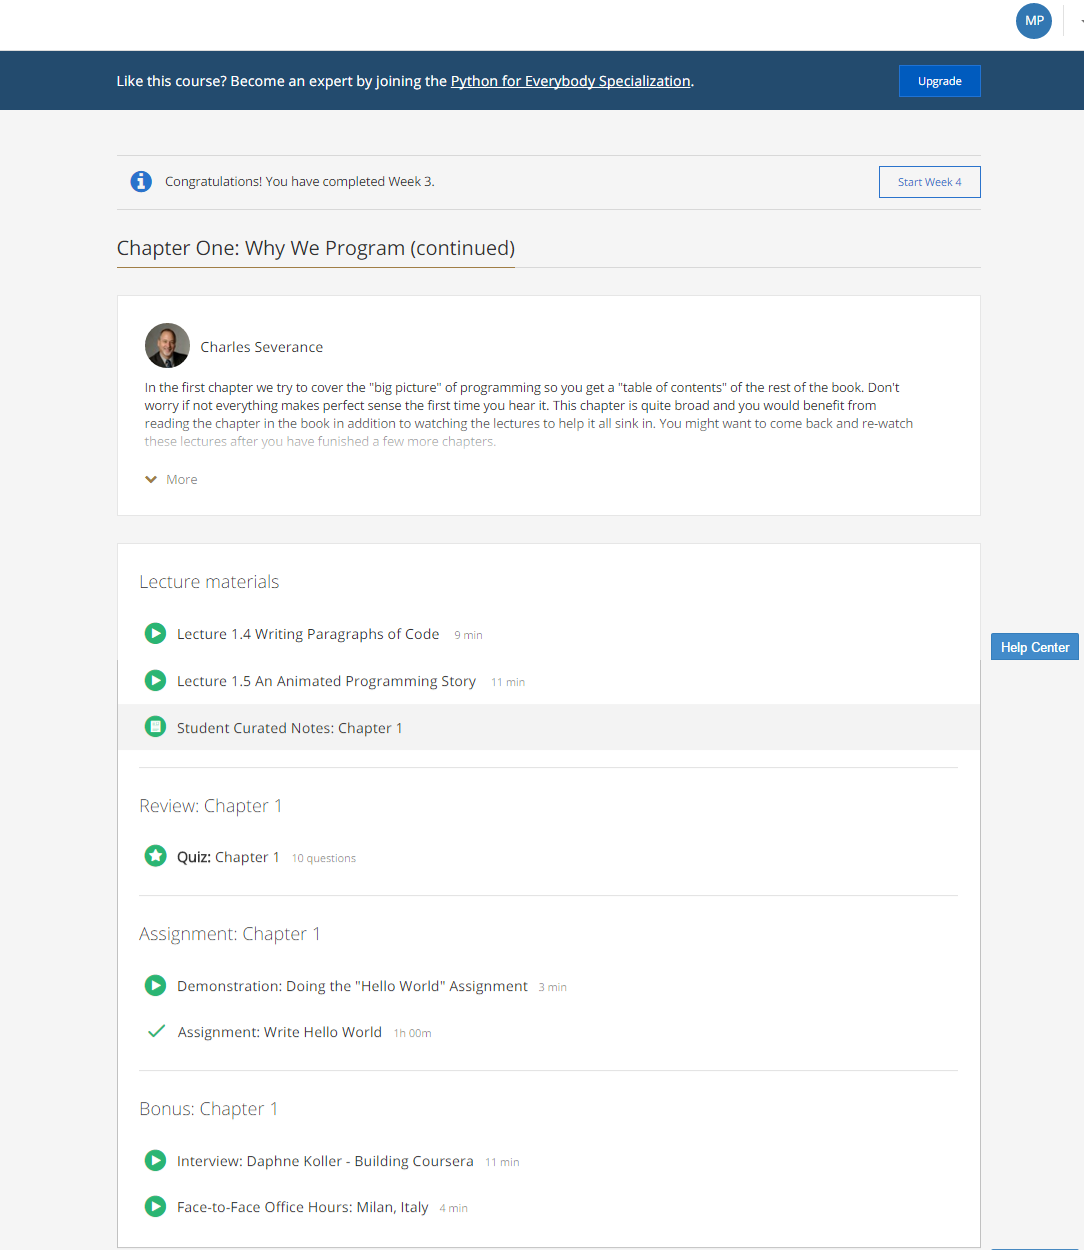 MP
Like this course? Become an expert by joining the Python for Everybody Specialization.
Upgrade
Congratulations! You have completed Week 3.
Start Week 4
Chapter One: Why We Program (continued)
Charles Severance
In the first chapter we try to cover the "big picture" of programming so you get a "table of contents" of the rest of the book. Don't
worry if not everything makes perfect sense the first time you hear it. This chapter is quite broad and you would benefit from
reading the chapter in the book in addition to watching the lectures to help it all sink in. You might want to come back and re-watch
these lectures after you have funished a few more chapters.
More
Lecture materials
Lecture 1.4 Writing Paragraphs of Code 9 min
Help Center
Lecture 1.5 An Animated Programming Story 11 min
Student Curated Notes: Chapter 1
Review: Chapter 1
Quiz: Chapter 1 10 questions
Assignment: Chapter 1
Demonstration: Doing the "Hello World" Assignment 3 min
Assignment: Write Hello World 1h 00m
Bonus: Chapter 1
Interview: Daphne Koller - Building Coursera 11 min
Face-to-Face Office Hours: Milan, Italy 4 min